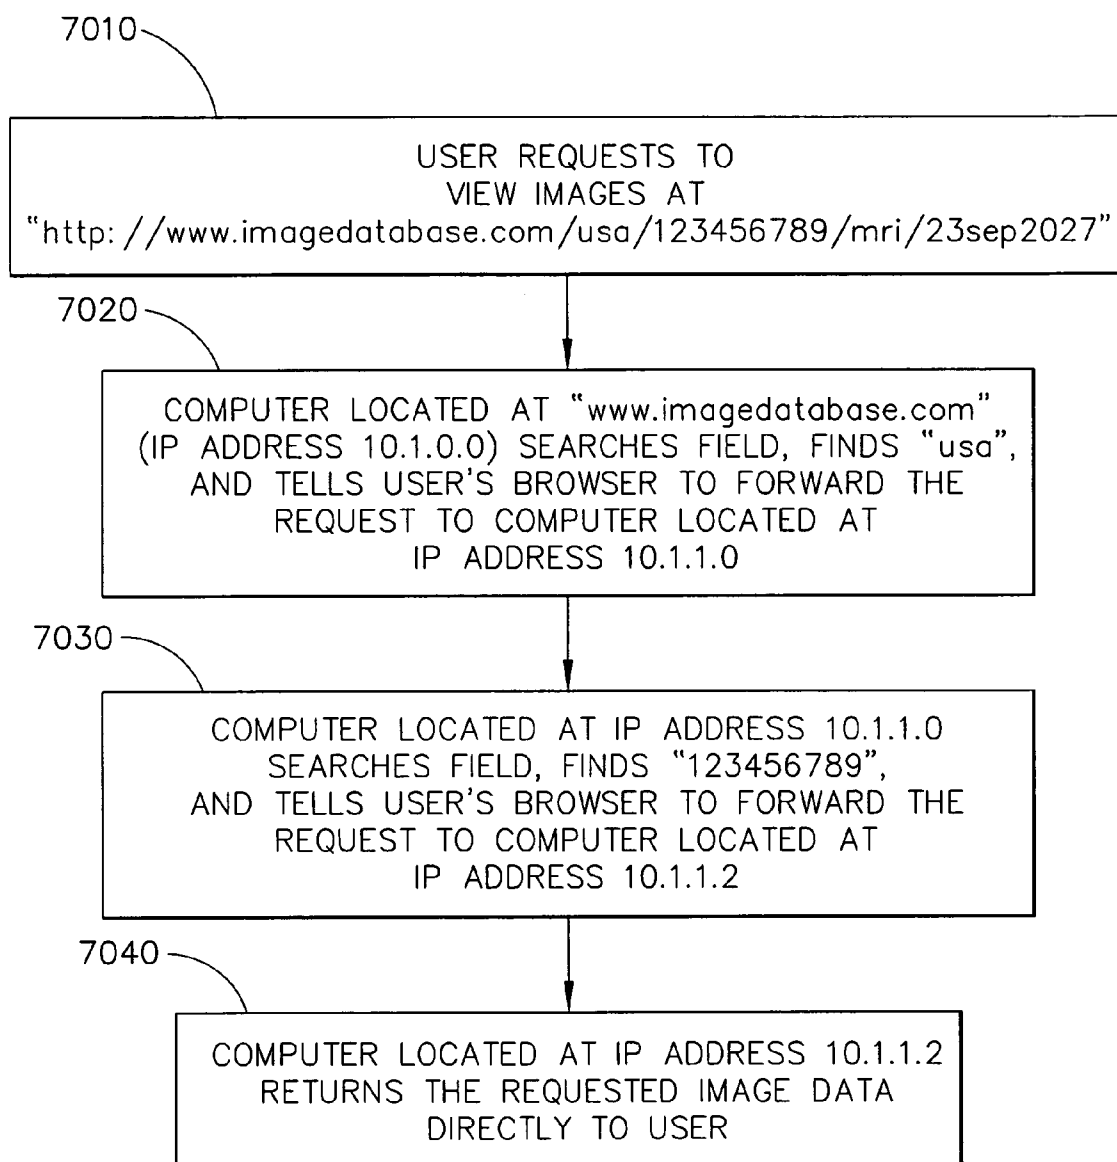 7010
USER REQUESTS TO
VIEW IMAGES AT
“http://www.imagedatabase.com/usa/123456789/mri/23sep2027”
7020
COMPUTER LOCATED AT “www.imagedatabase.com”
(IP ADDRESS 10.1.0.0) SEARCHES FIELD, FINDS “usa”,
AND TELLS USER'S BROWSER TO FORWARD THE
REQUEST TO COMPUTER LOCATED AT
IP ADDRESS 10.1.1.0
7030
COMPUTER LOCATED AT IP ADDRESS 10.1.1.0
SEARCHES FIELD, FINDS “123456789”,
AND TELLS USER'S BROWSER TO FORWARD THE
REQUEST TO COMPUTER LOCATED AT
IP ADDRESS 10.1.1.2
7040
COMPUTER LOCATED AT IP ADDRESS 10.1.1.2
RETURNS THE REQUESTED IMAGE DATA
DIRECTLY TO USER